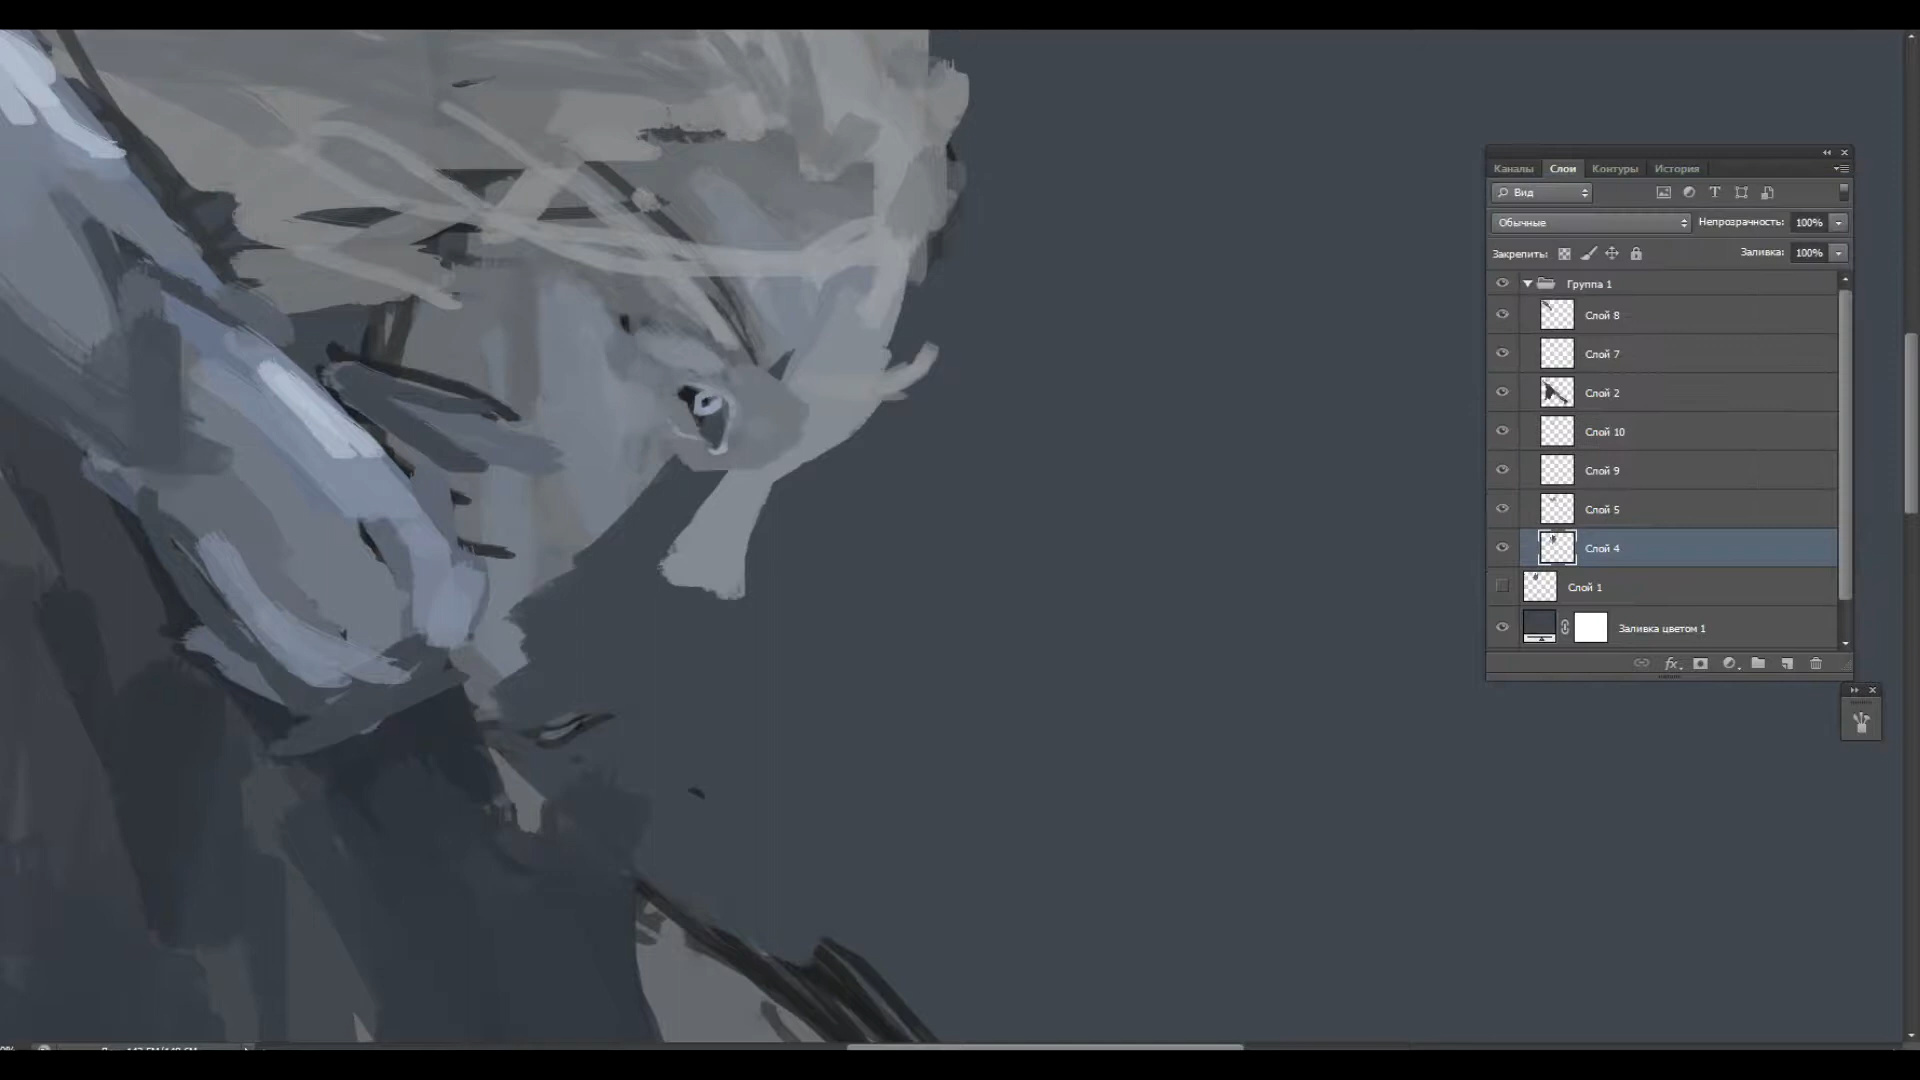 Каналы Слои Контуры История
Вид
Обычные Непрозрачность: 100%
Закрепить: Заливка: 100%
Группа 1
Слой 8
Слой 7
Слой 2
Слой 10
Слой 9
Слой 5
Слой 4
Слой 1
Заливка цветом 1
fx